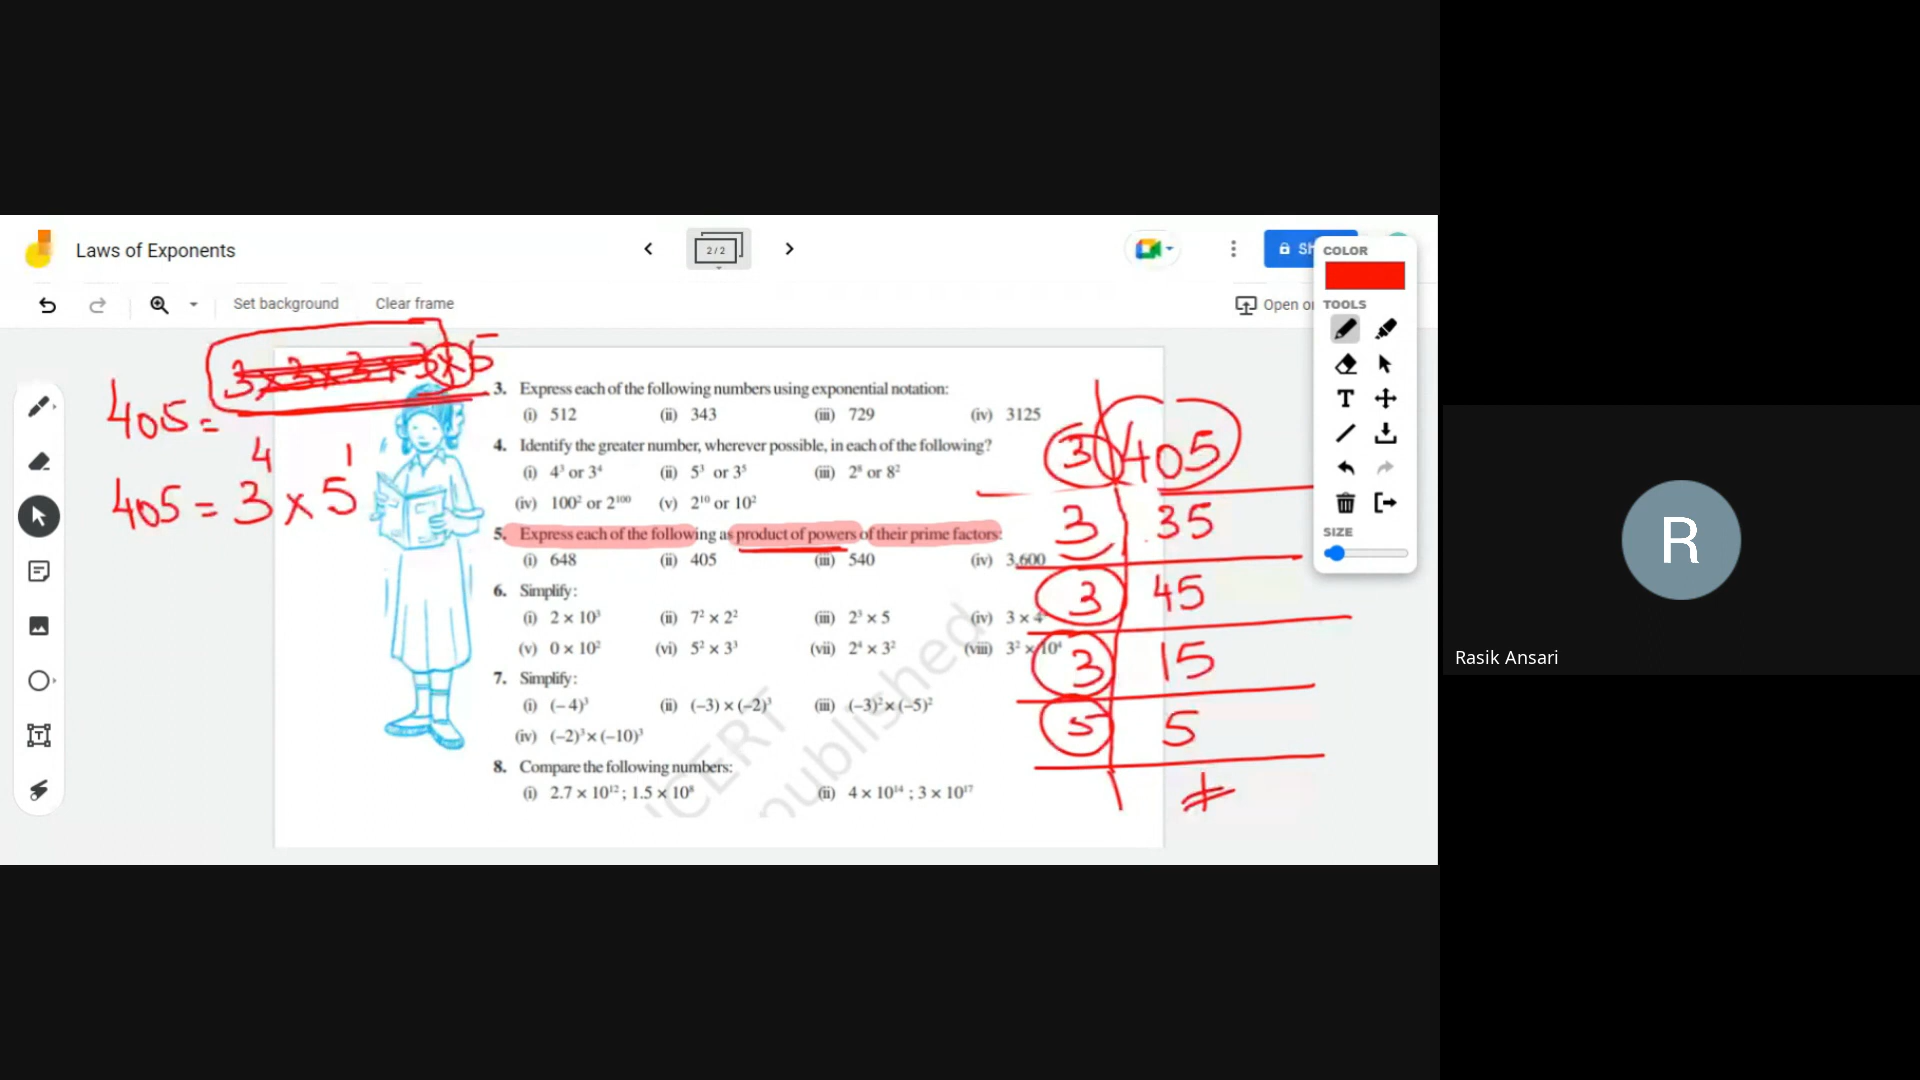 Laws of Exponents
2 / 2
Set background
Clear frame
COLOR
TOOLS
SIZE
405 = 3×3×3×3×5
405 = 3⁴ × 5¹
3. Express each of the following numbers using exponential notation:
(i) 512 (ii) 343 (iii) 729 (iv) 3125
4. Identify the greater number, wherever possible, in each of the following?
(i) 4³ or 3⁴ (ii) 5³ or 3⁵ (iii) 2⁸ or 8²
(iv) 100² or 2¹⁰⁰ (v) 2¹⁰ or 10²
5. Express each of the following as product of powers of their prime factors:
(i) 648 (ii) 405 (iii) 540 (iv) 3,600
6. Simplify:
(i) 2 × 10³ (ii) 7² × 2² (iii) 2³ × 5 (iv) 3 × 4
(v) 0 × 10² (vi) 5² × 3³ (vii) 2⁴ × 3² (viii) 3² × 10⁴
7. Simplify:
(i) (– 4)³ (ii) (–3) × (–2)³ (iii) (–3)² × (–5)²
(iv) (–2)³ × (–10)³
8. Compare the following numbers:
(i) 2.7 × 10¹² ; 1.5 × 10⁸ (ii) 4 × 10¹⁴ ; 3 × 10¹⁷
3 405
3 35
3 45
3 15
5 5
1
NCERT
published
R
Rasik Ansari